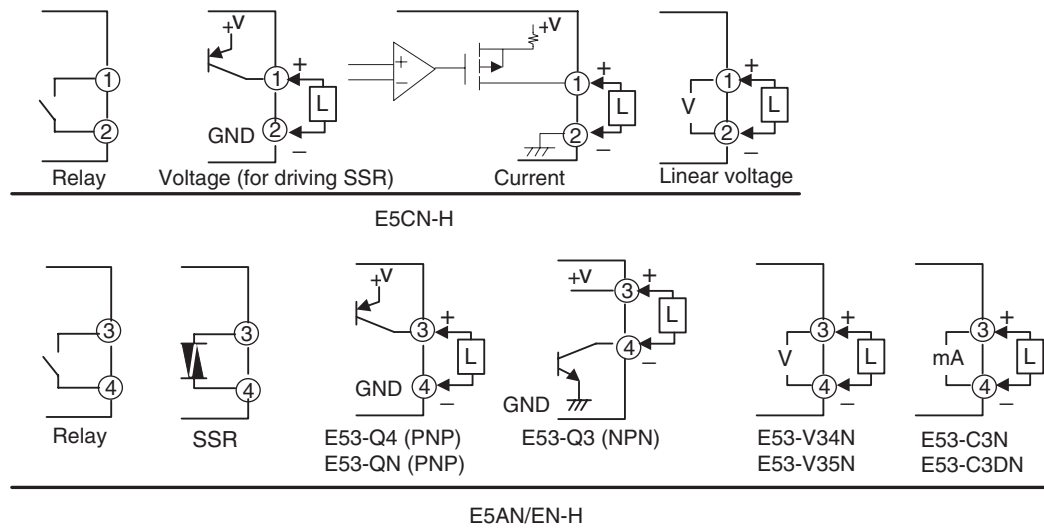 +V
1
2
+
L
GND
−
+V
+
−
1
2
+
L
−
V
1
2
+
L
−
Relay
Voltage (for driving SSR)
Current
Linear voltage
E5CN-H
3
4
3
4
+V
3
4
+
L
GND
−
+V
3
4
+
L
−
GND
V
3
4
+
L
−
mA
3
4
+
L
−
Relay
SSR
E53-Q4 (PNP)
E53-QN (PNP)
E53-Q3 (NPN)
E53-V34N
E53-V35N
E53-C3N
E53-C3DN
E5AN/EN-H
1
2